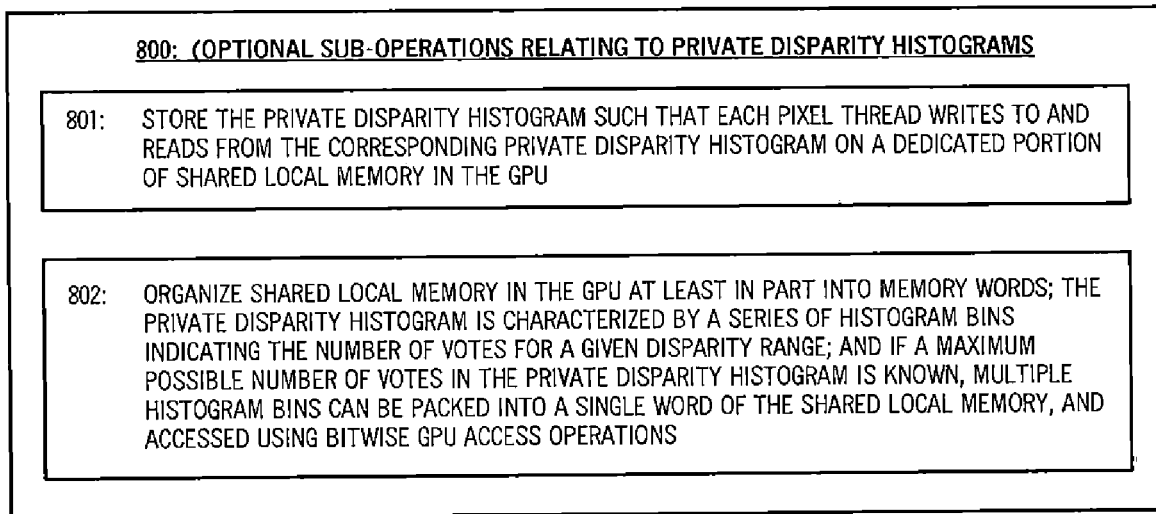 800: (OPTIONAL SUB-OPERATIONS RELATING TO PRIVATE DISPARITY HISTOGRAMS
801: STORE THE PRIVATE DISPARITY HISTOGRAM SUCH THAT EACH PIXEL THREAD WRITES TO AND
READS FROM THE CORRESPONDING PRIVATE DISPARITY HISTOGRAM ON A DEDICATED PORTION
OF SHARED LOCAL MEMORY IN THE GPU
802: ORGANIZE SHARED LOCAL MEMORY IN THE GPU AT LEAST IN PART INTO MEMORY WORDS; THE
PRIVATE DISPARITY HISTOGRAM IS CHARACTERIZED BY A SERIES OF HISTOGRAM BINS
INDICATING THE NUMBER OF VOTES FOR A GIVEN DISPARITY RANGE; AND IF A MAXIMUM
POSSIBLE NUMBER OF VOTES IN THE PRIVATE DISPARITY HISTOGRAM IS KNOWN, MULTIPLE
HISTOGRAM BINS CAN BE PACKED INTO A SINGLE WORD OF THE SHARED LOCAL MEMORY, AND
ACCESSED USING BITWISE GPU ACCESS OPERATIONS